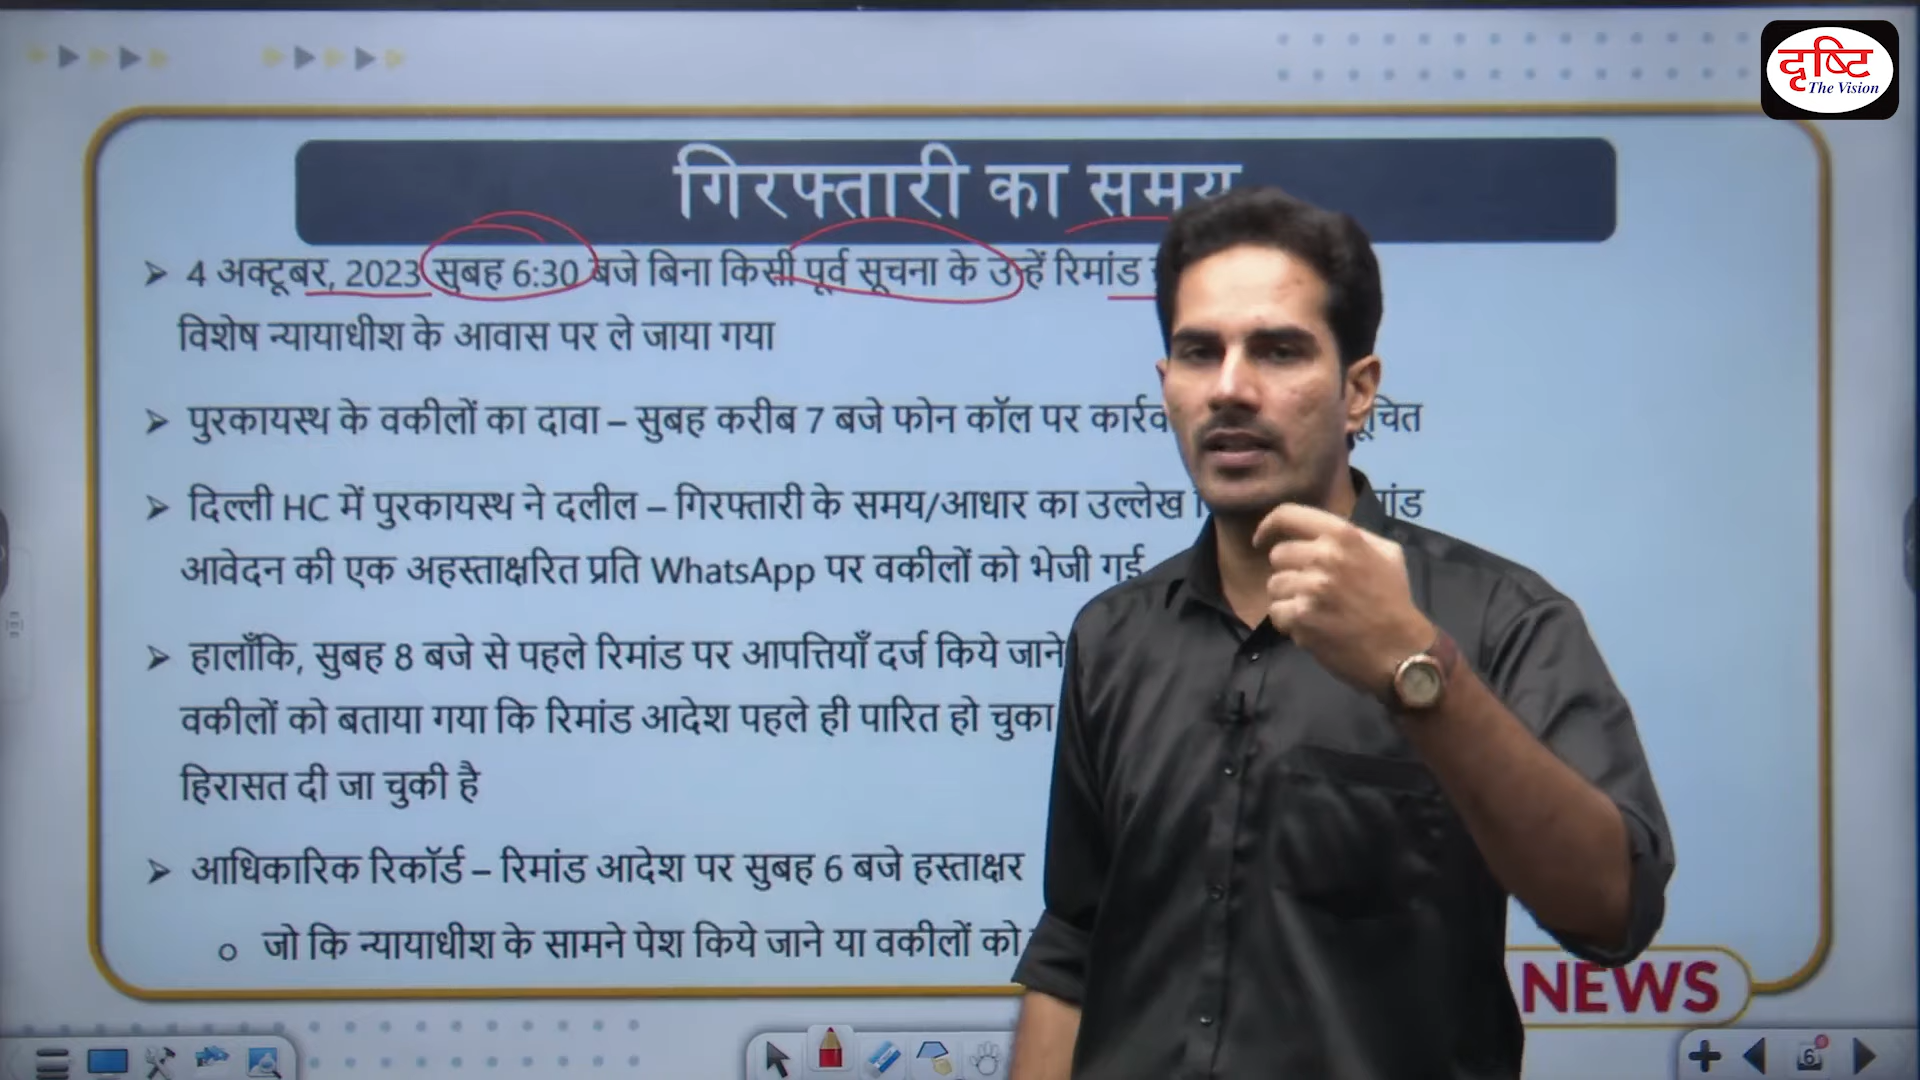 दृष्टि
The Vision
गिरफ्तारी का समय
➢ 4 अक्टूबर, 2023 सुबह 6:30 बजे बिना किसी पूर्व सूचना के उन्हें रिमांड
विशेष न्यायाधीश के आवास पर ले जाया गया
➢ पुरकायस्थ के वकीलों का दावा – सुबह करीब 7 बजे फोन कॉल पर
➢ दिल्ली HC में पुरकायस्थ ने दलील – गिरफ्तारी के समय/आधार का उल्लेख
आवेदन की एक अहस्ताक्षरित प्रति WhatsApp पर वकीलों को भेजी गई
➢ हालाँकि, सुबह 8 बजे से पहले रिमांड पर आपत्तियाँ दर्ज किये जाने
वकीलों को बताया गया कि रिमांड आदेश पहले ही पारित हो चुका
हिरासत दी जा चुकी है
➢ आधिकारिक रिकॉर्ड – रिमांड आदेश पर सुबह 6 बजे हस्ताक्षर
o जो कि न्यायाधीश के सामने पेश किये जाने या वकीलों को
NEWS
6